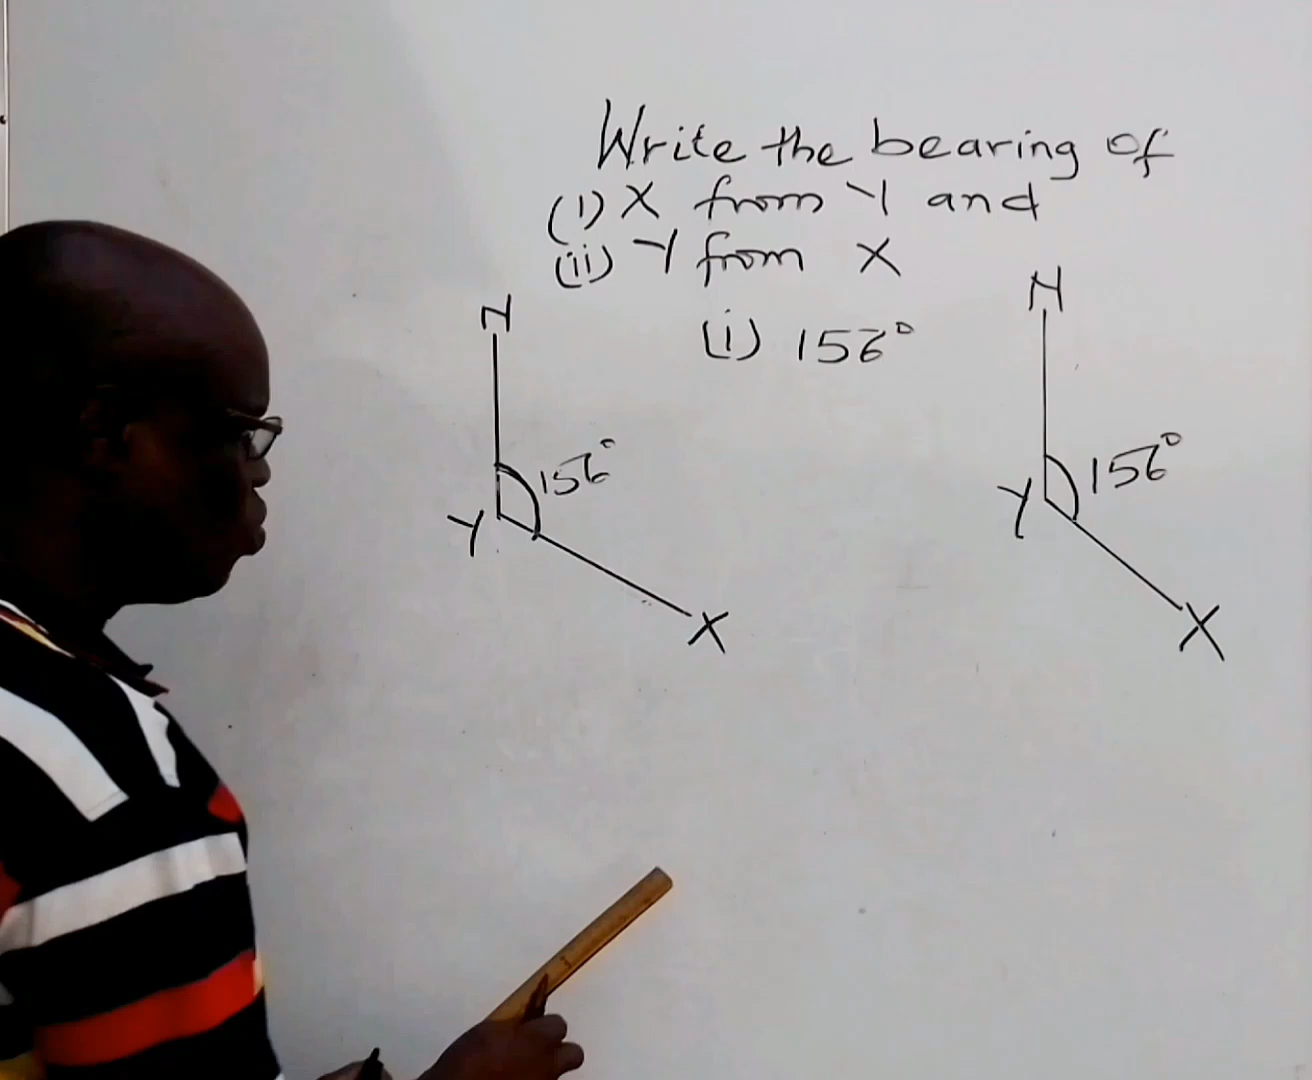 Write the bearing of
(i) X from Y and
(ii) Y from X
(i) 156°
N
156°
Y
X
N
156°
Y
X